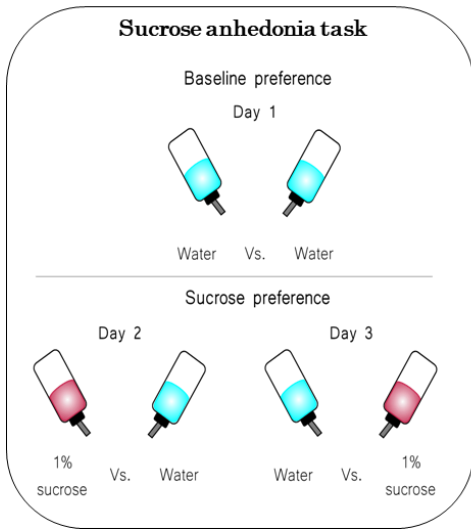 Sucrose anhedonia task
Baseline preference
Day 1
Water Vs. Water
Sucrose preference
Day 2
1% sucrose Vs. Water
Day 3
Water Vs. 1% sucrose